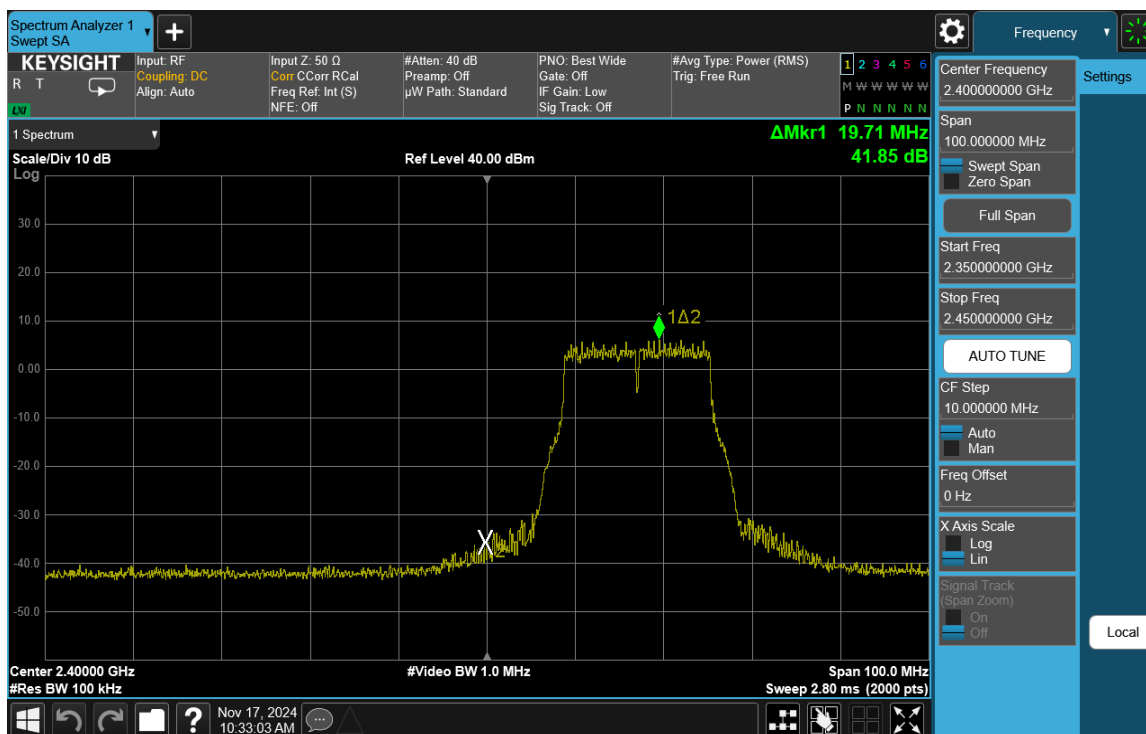 Spectrum Analyzer 1
Swept SA
Frequency
KEYSIGHT
R T
LXI
Input: RF
Coupling: DC
Align: Auto
Input Z: 50 Ω
Corr CCorr RCal
Freq Ref: Int (S)
NFE: Off
#Atten: 40 dB
Preamp: Off
µW Path: Standard
PNO: Best Wide
Gate: Off
IF Gain: Low
Sig Track: Off
#Avg Type: Power (RMS)
Trig: Free Run
1 2 3 4 5 6
M W W W W W
P N N N N N
1 Spectrum
Scale/Div 10 dB
Log
Ref Level 40.00 dBm
ΔMkr1 19.71 MHz
41.85 dB
30.0
20.0
10.0
0.00
-10.0
-20.0
-30.0
-40.0
-50.0
1Δ2
X2
Center 2.40000 GHz
#Res BW 100 kHz
#Video BW 1.0 MHz
Span 100.0 MHz
Sweep 2.80 ms (2000 pts)
Center Frequency
2.400000000 GHz
Settings
Span
100.000000 MHz
Swept Span
Zero Span
Full Span
Start Freq
2.350000000 GHz
Stop Freq
2.450000000 GHz
AUTO TUNE
CF Step
10.000000 MHz
Auto
Man
Freq Offset
0 Hz
X Axis Scale
Log
Lin
Signal Track
(Span Zoom)
On
Off
Local
?
Nov 17, 2024
10:33:03 AM